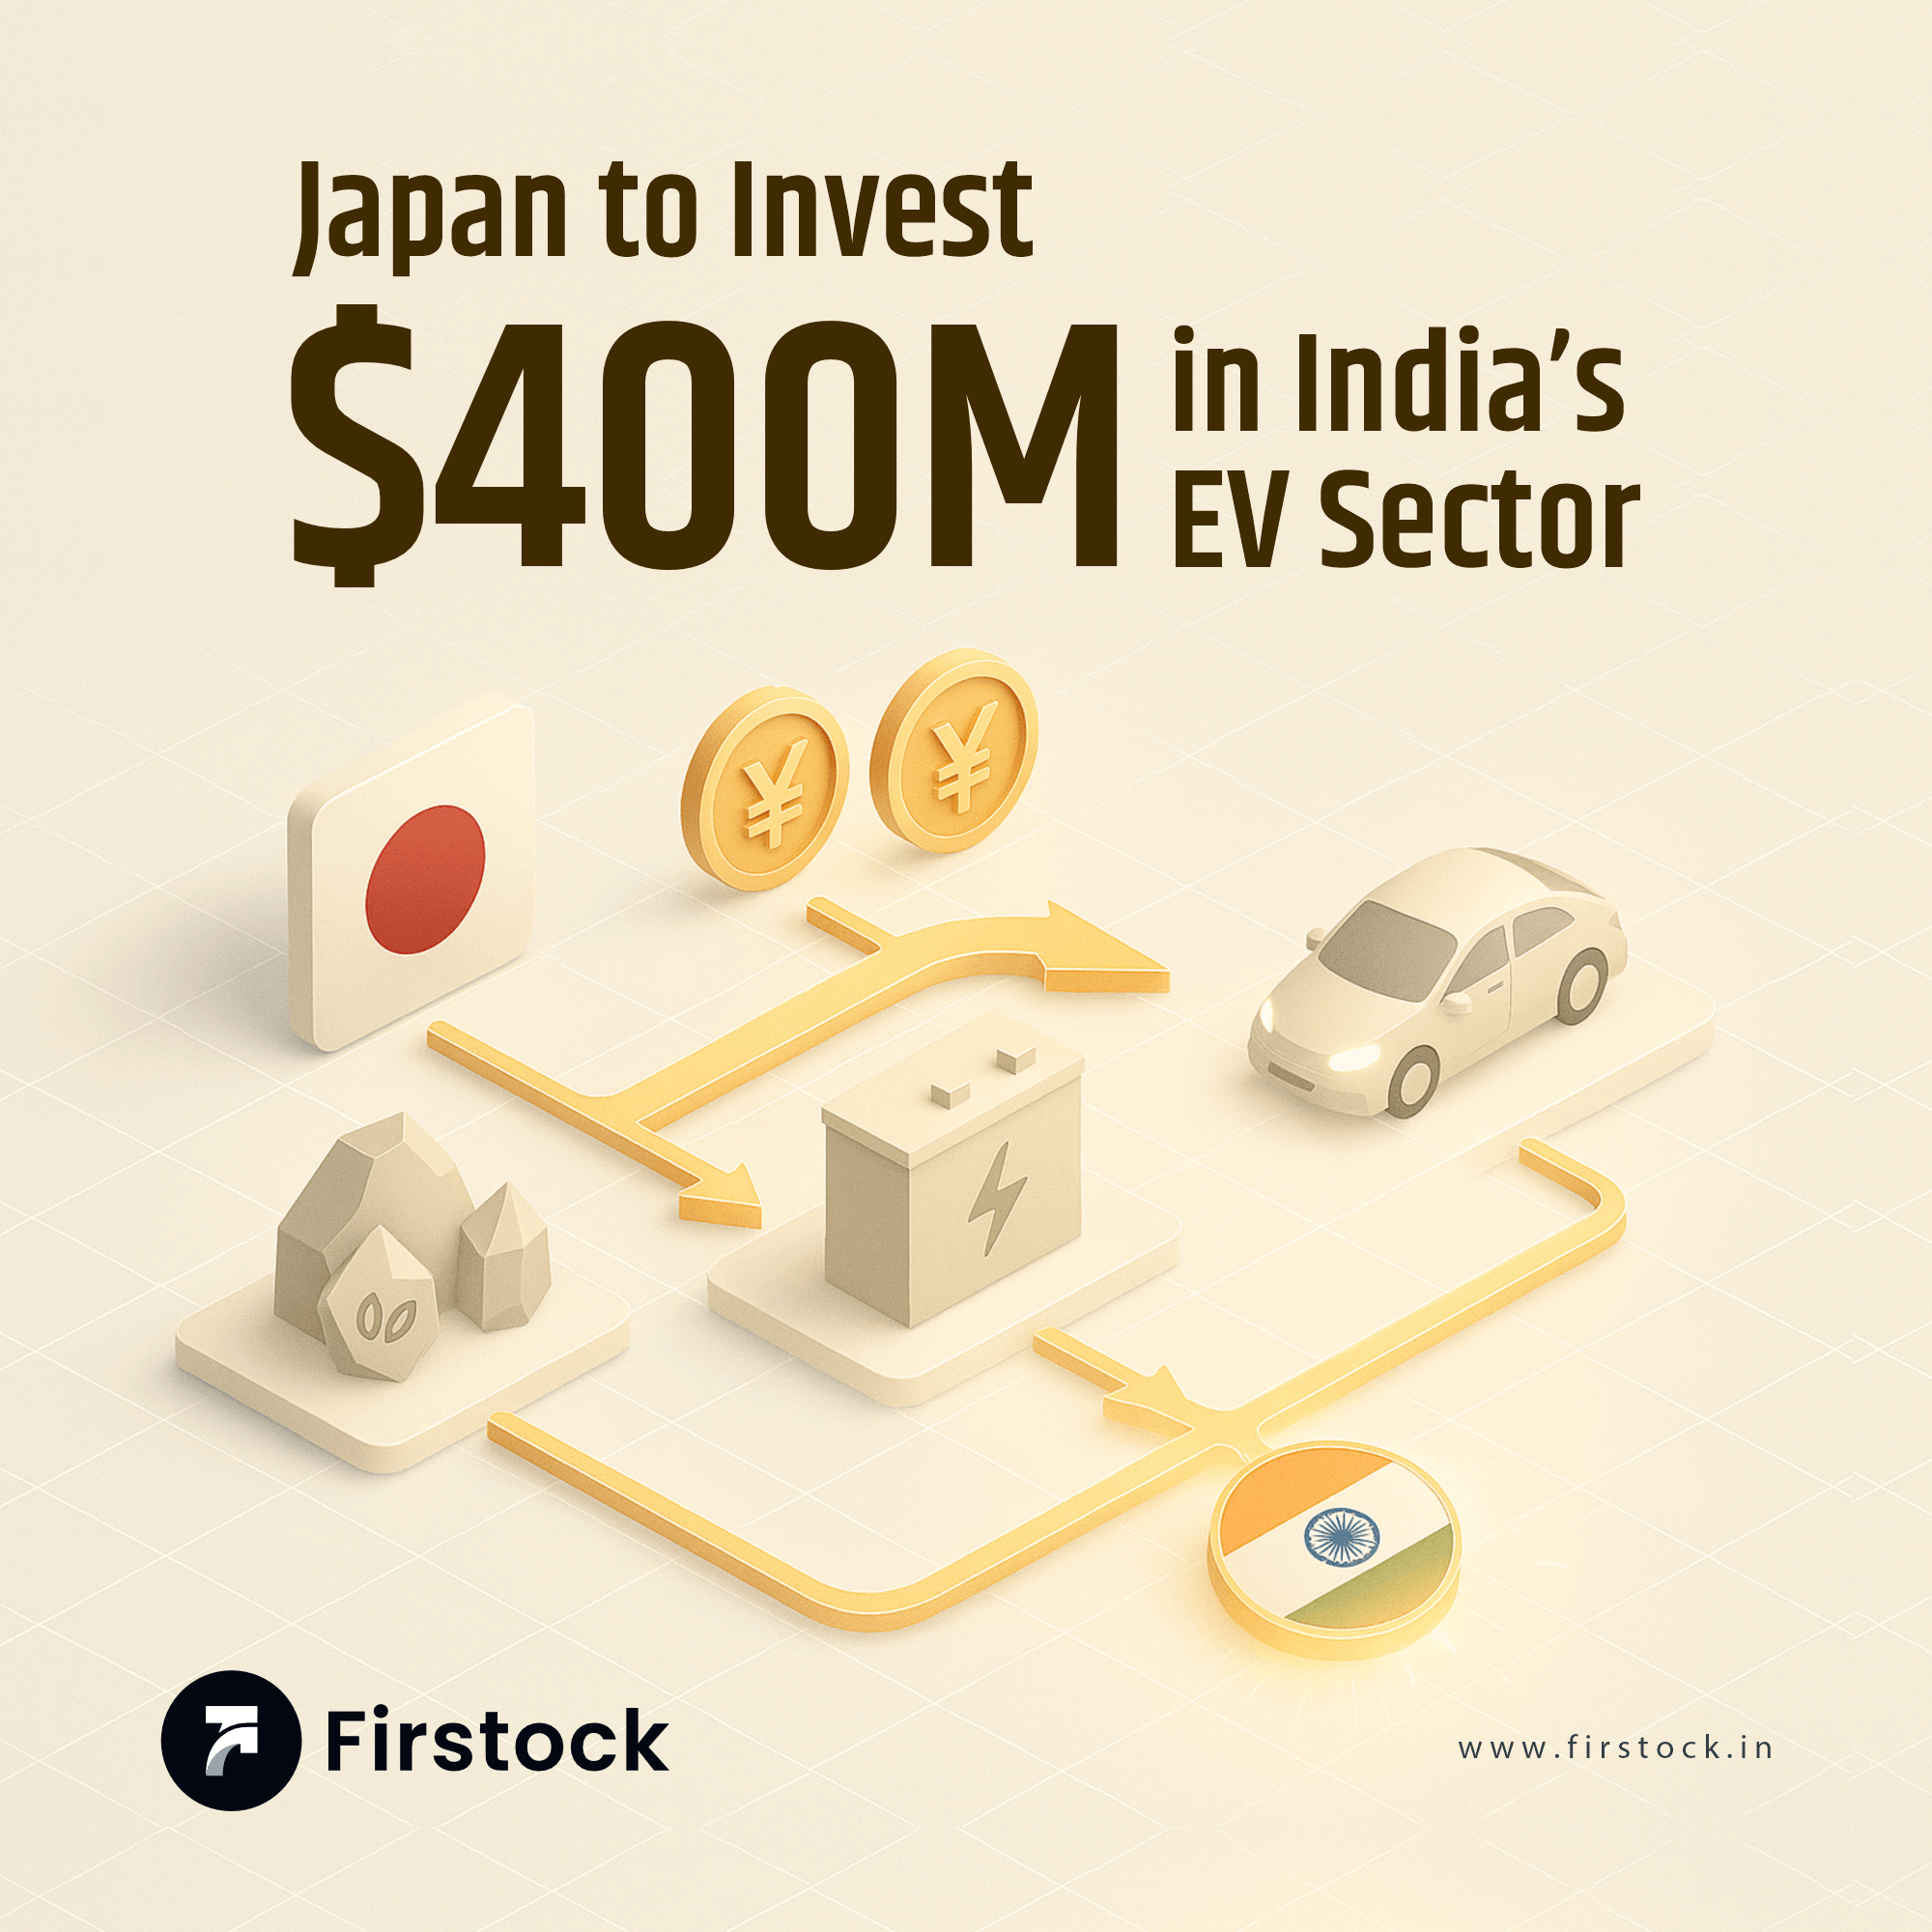 Japan to Invest
$400M
in India’s
EV Sector
¥
¥
Firstock
www.firstock.in